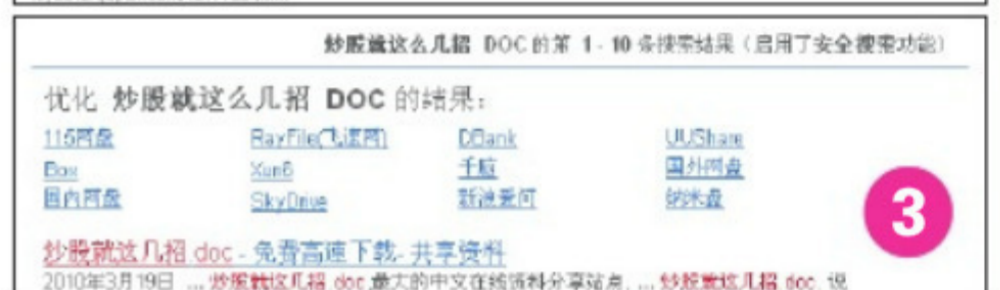 炒股就这么几招 DOC 的第 1 - 10 条搜索结果（启用了安全搜索功能）
优化 炒股就这么几招 DOC 的结果：
115网盘 RayFile(飞速网) DBank UUShare
Box Xun6 千脑 国外网盘
国内网盘 SkyDrive 新浪爱问 纳米盘
3
炒股就这几招 doc - 免费高速下载- 共享资料
2010年3月19日 ... 炒股就这几招 doc 最大的中文在线资料分享站点, ... 炒股就这几招 doc, 说